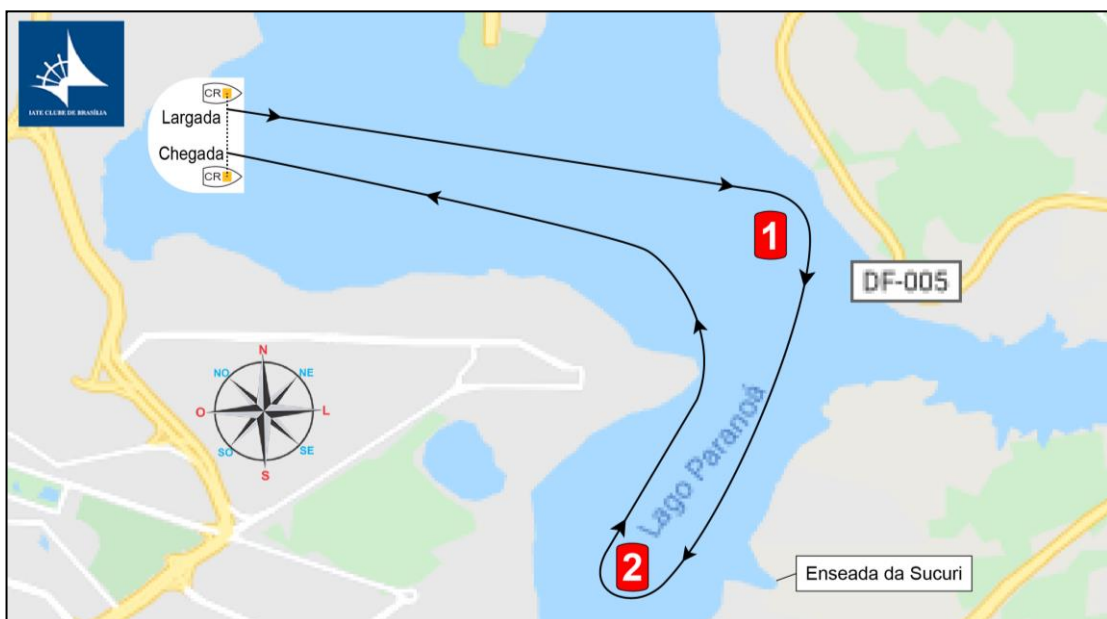 IATE CLUBE DE BRASÍLIA
CR
Largada
Chegada
CR
1
DF-005
N
NO
NE
O
L
SO
SE
S
Lago Paranoá
2
Enseada da Sucuri